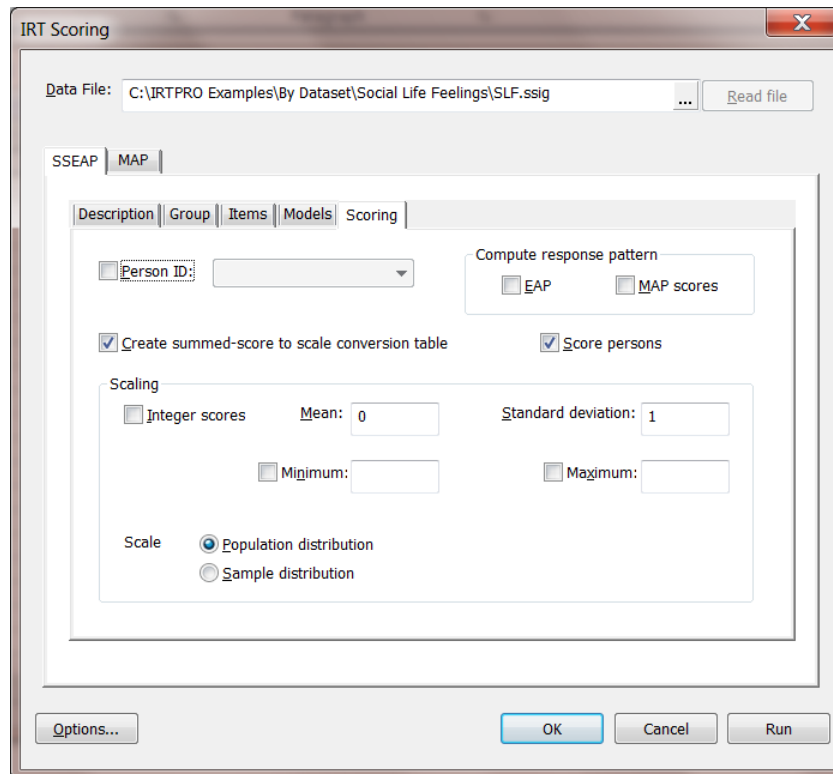 IRT Scoring
Data File: C:\IRTPRO Examples\By Dataset\Social Life Feelings\SLF.ssig ... Read file
SSEAP MAP
Description Group Items Models Scoring
Compute response pattern
Person ID: EAP MAP scores
Create summed-score to scale conversion table Score persons
Scaling
Integer scores Mean: 0 Standard deviation: 1
Minimum: Maximum:
Scale Population distribution
Sample distribution
Options... OK Cancel Run